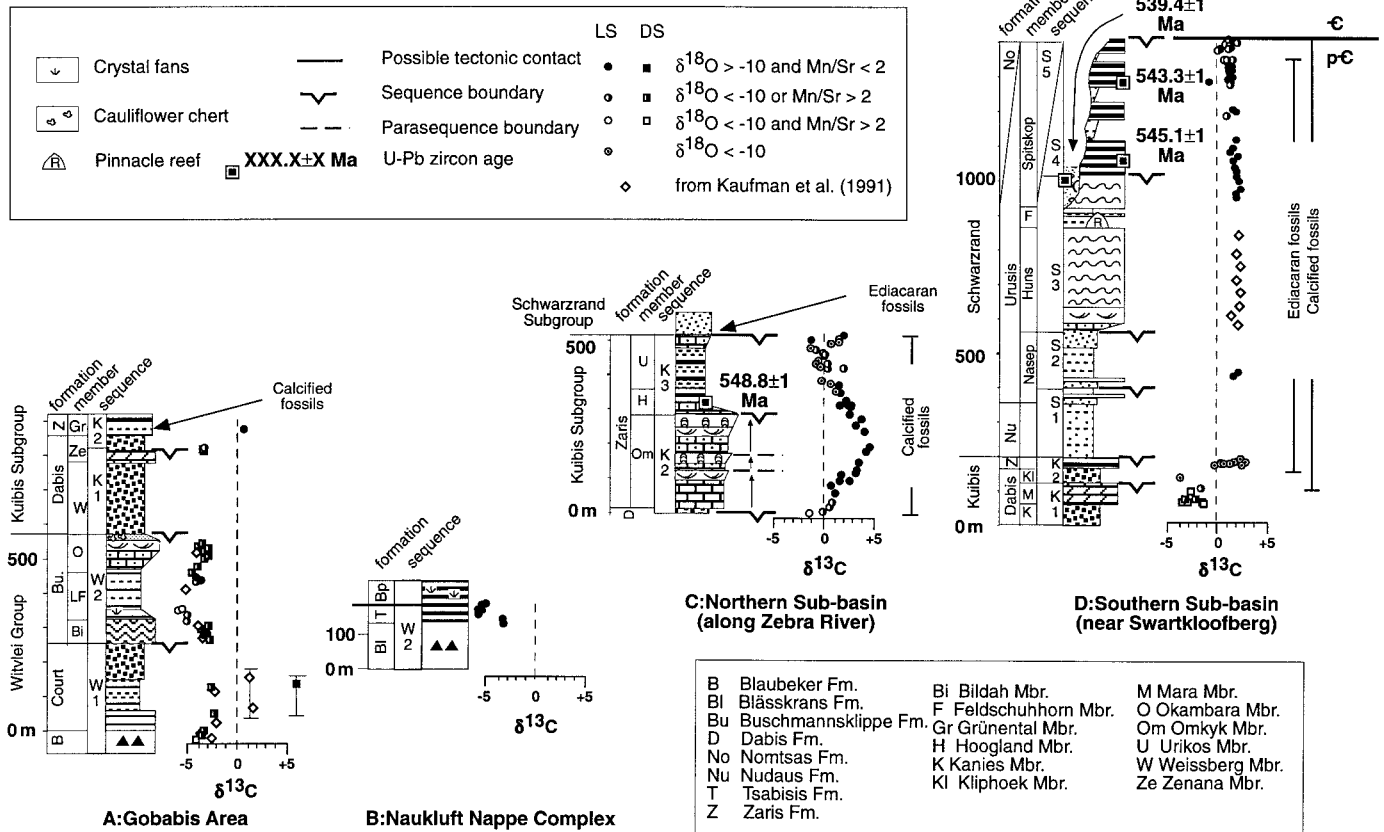 LS DS
Crystal fans
Cauliflower chert
R Pinnacle reef
Possible tectonic contact
Sequence boundary
Parasequence boundary
XXX.X±X Ma U-Pb zircon age
δ18O > -10 and Mn/Sr < 2
δ18O < -10 or Mn/Sr > 2
δ18O < -10 and Mn/Sr > 2
δ18O < -10
from Kaufman et al. (1991)
formation
member
sequence
Kuibis Subgroup
Witvlei Group
Z Gr K 2
Dabis Ze
W K 1
Bu. O
LF W 2
Bi
Court W 1
B
500
0 m
Calcified
fossils
-5 0 +5
δ13C
A:Gobabis Area
formation
sequence
Bp
T
Bl W 2
100
0 m
-5 0 +5
δ13C
B:Naukluft Nappe Complex
Schwarzrand
Subgroup
formation
member
sequence
Ediacaran
fossils
500
Kuibis Subgroup
Zaris
U K 3
H
Om K 2
D
0 m
548.8±1
Ma
Calcified
fossils
-5 0 +5
δ13C
C:Northern Sub-basin
(along Zebra River)
formation
member
sequence
539.4±1
Ma
-Є
p-Є
543.3±1
Ma
545.1±1
Ma
No S 5
Spitskop S 4
1000
F
R
Schwarzrand
Urusis
Huns S 3
500
Nasep S 2
S 1
Nu
Kuibis
Z K 2
Dabis Kl
M K 1
K
0 m
Ediacaran fossils
Calcified fossils
-5 0 +5
δ13C
D:Southern Sub-basin
(near Swartkloofberg)
B Blaubeker Fm.
Bl Blässkrans Fm.
Bu Buschmannsklippe Fm.
D Dabis Fm.
No Nomtsas Fm.
Nu Nudaus Fm.
T Tsabisis Fm.
Z Zaris Fm.
Bi Bildah Mbr.
F Feldschuhhorn Mbr.
Gr Grünental Mbr.
H Hoogland Mbr.
K Kanies Mbr.
Kl Kliphoek Mbr.
M Mara Mbr.
O Okambara Mbr.
Om Omkyk Mbr.
U Urikos Mbr.
W Weissberg Mbr.
Ze Zenana Mbr.